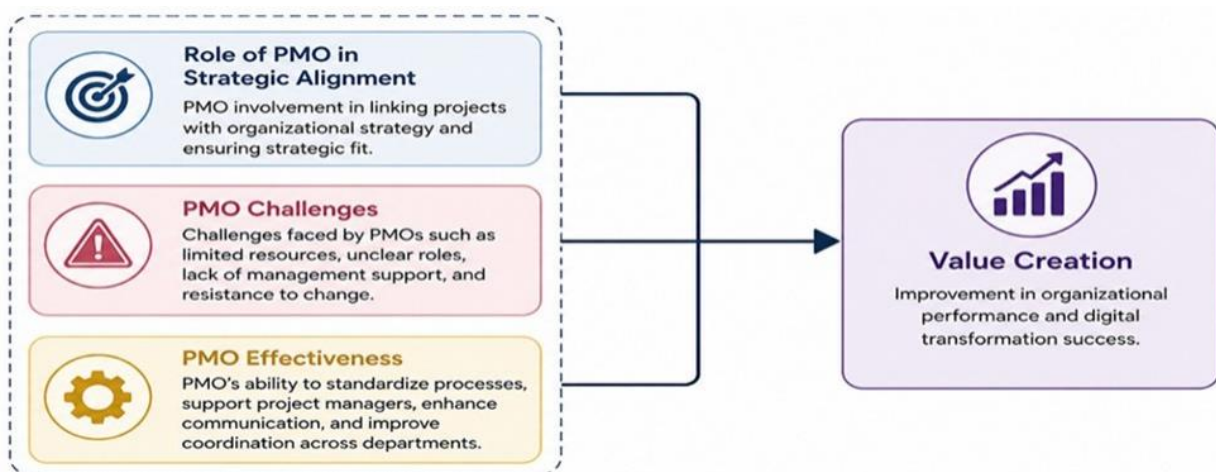 Role of PMO in
Strategic Alignment
PMO involvement in linking projects
with organizational strategy and
ensuring strategic fit.
PMO Challenges
Challenges faced by PMOs such as
limited resources, unclear roles,
lack of management support, and
resistance to change.
PMO Effectiveness
PMO's ability to standardize processes,
support project managers, enhance
communication, and improve
coordination across departments.
Value Creation
Improvement in organizational
performance and digital
transformation success.